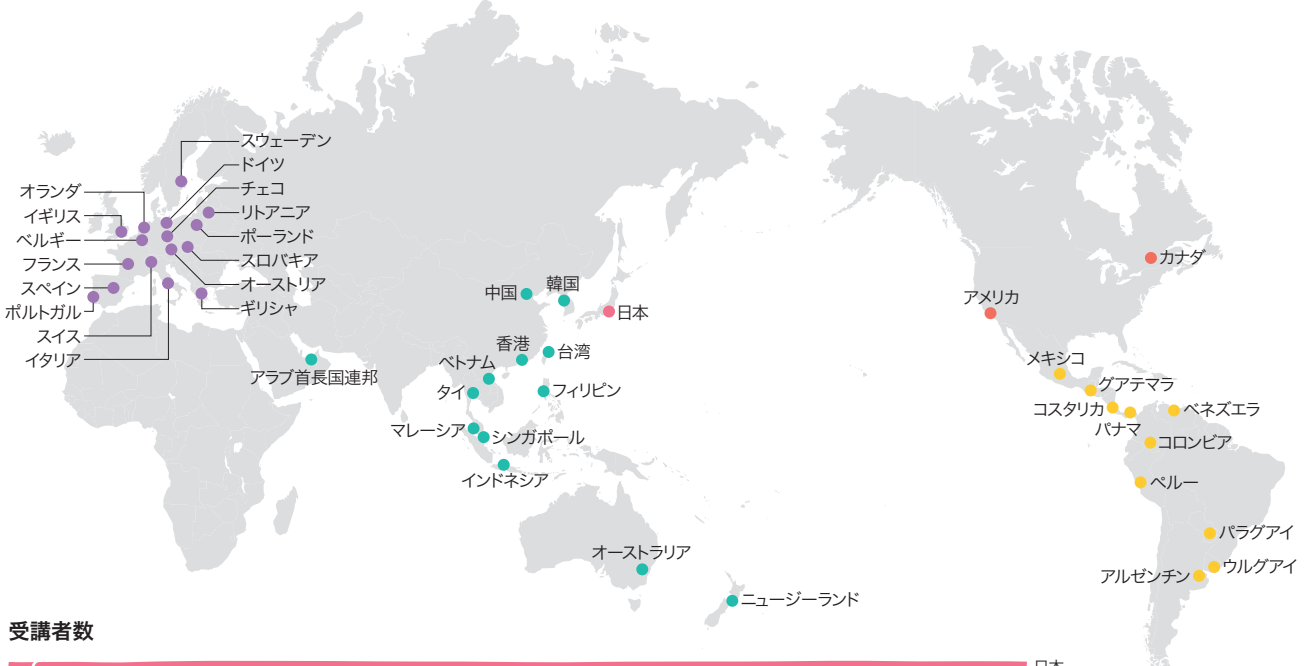 スウェーデン
ドイツ
チェコ
リトアニア
ポーランド
スロバキア
オーストリア
ギリシャ
オランダ
イギリス
ベルギー
フランス
スペイン
ポルトガル
スイス
イタリア
アラブ首長国連邦
中国
韓国
日本
香港
台湾
ベトナム
タイ
フィリピン
マレーシア
シンガポール
インドネシア
オーストラリア
ニュージーランド
カナダ
アメリカ
メキシコ
グアテマラ
コスタリカ
パナマ
ベネズエラ
コロンビア
ペルー
パラグアイ
ウルグアイ
アルゼンチン
受講者数
日本